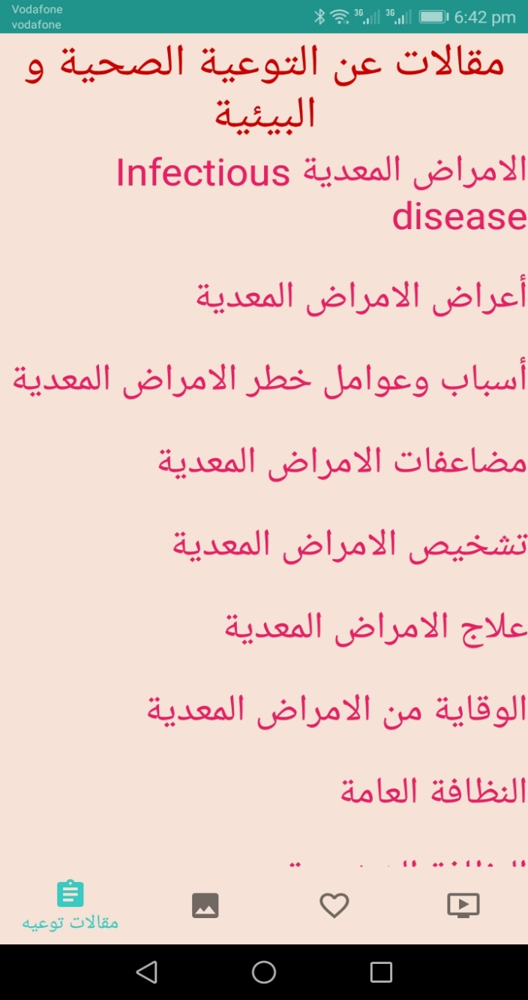 Vodafone
vodafone
3G 3G 6:42 pm
مقالات عن التوعية الصحية و
البيئية
الامراض المعدية Infectious
disease
أعراض الامراض المعدية
أسباب وعوامل خطر الامراض المعدية
مضاعفات الامراض المعدية
تشخيص الامراض المعدية
علاج الامراض المعدية
الوقاية من الامراض المعدية
النظافة العامة
مقالات توعيه